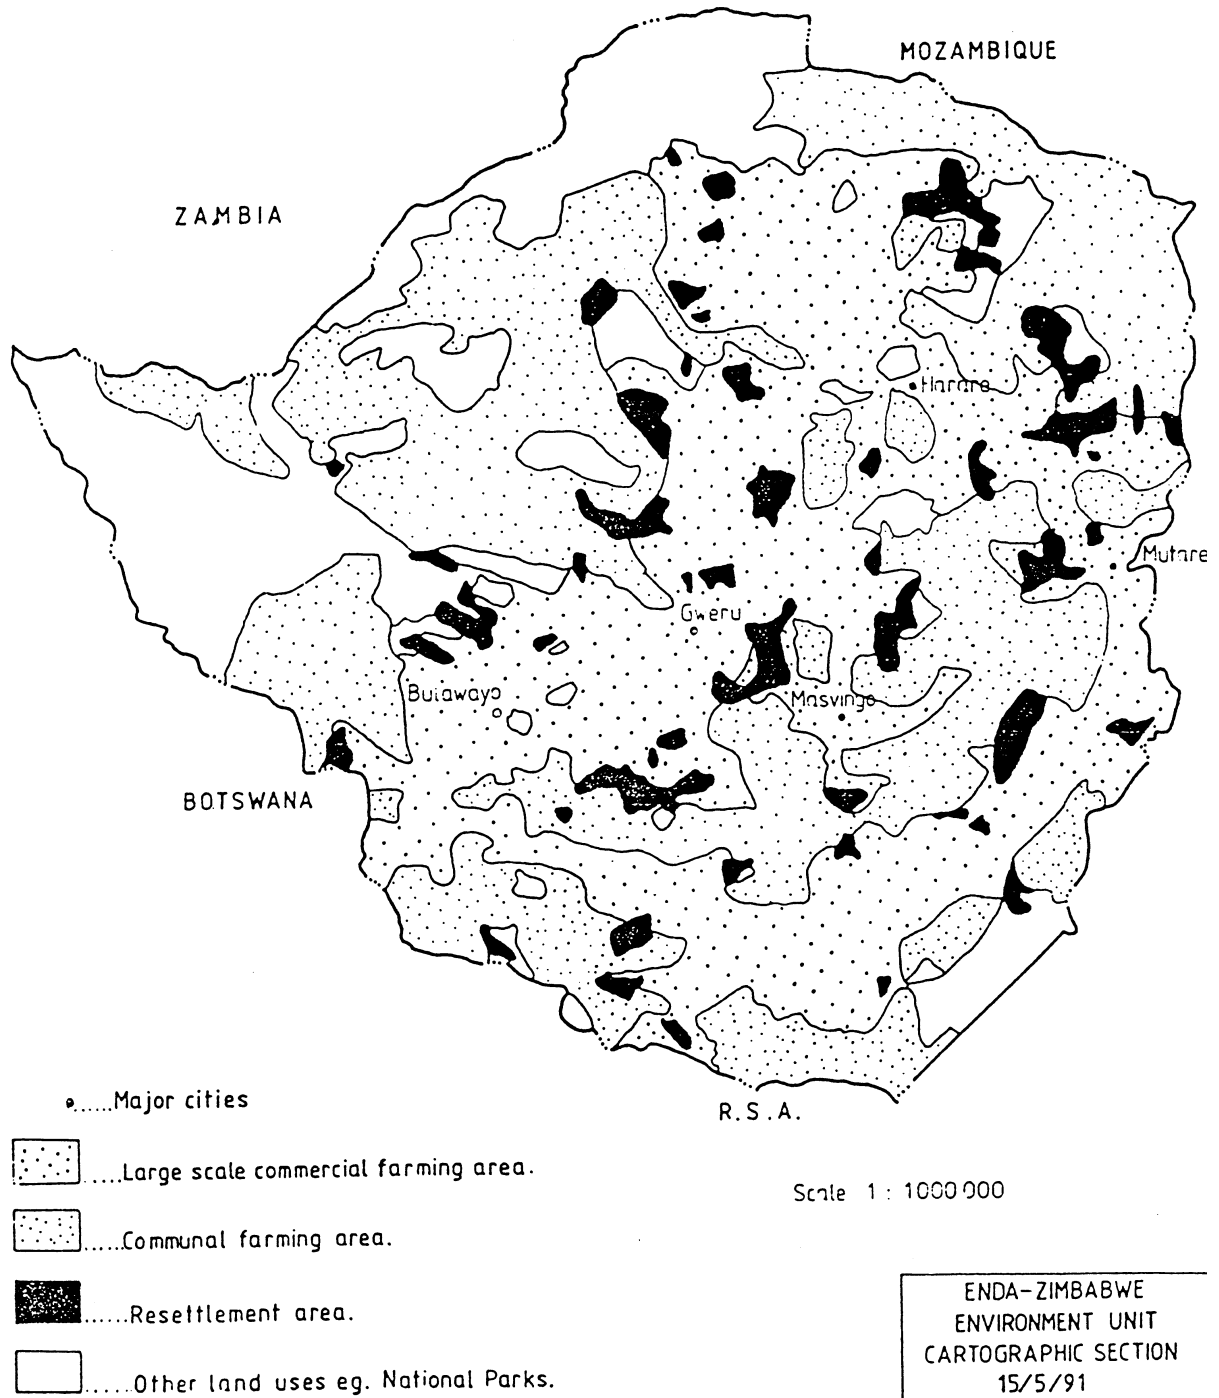 MOZAMBIQUE
ZAMBIA
Harare
Mutare
Gweru
Bulawayo
Masvingo
BOTSWANA
R.S.A.
●......Major cities
......Large scale commercial farming area.
......Communal farming area.
......Resettlement area.
......Other land uses eg. National Parks.
Scale 1 : 1000 000
ENDA-ZIMBABWE
ENVIRONMENT UNIT
CARTOGRAPHIC SECTION
15/5/91